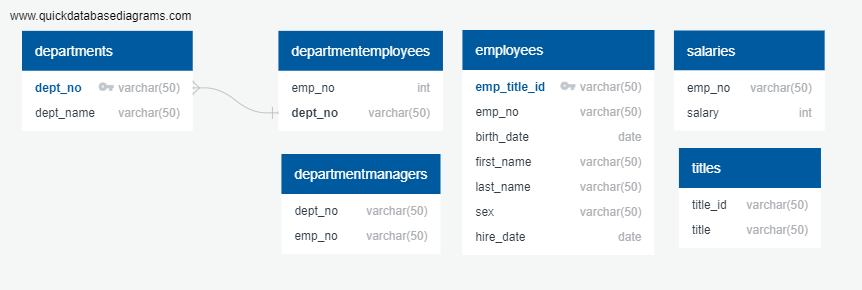 www.quickdatabasediagrams.com
departments
dept_no varchar(50)
dept_name varchar(50)
departmentemployees
emp_no int
dept_no varchar(50)
departmentmanagers
dept_no varchar(50)
emp_no varchar(50)
employees
emp_title_id varchar(50)
emp_no varchar(50)
birth_date date
first_name varchar(50)
last_name varchar(50)
sex varchar(50)
hire_date date
salaries
emp_no varchar(50)
salary int
titles
title_id varchar(50)
title varchar(50)